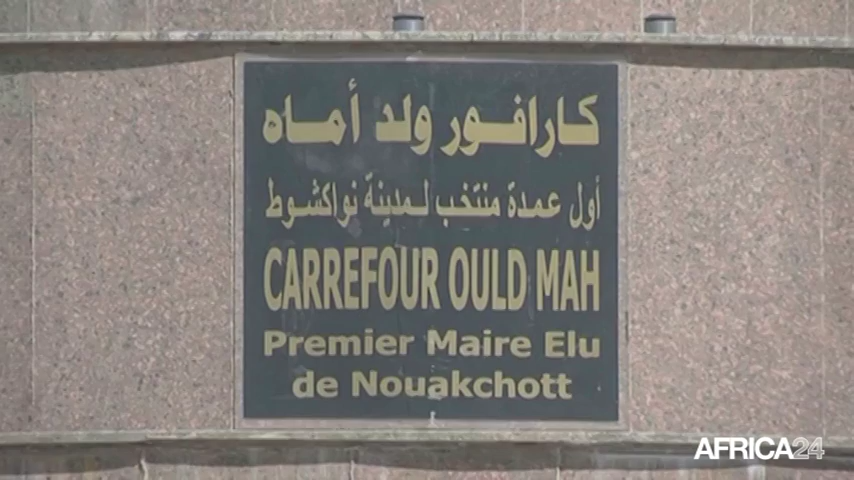 كارافور ولد أماه
أول عمدة منتخب لمدينة نواكشوط
CARREFOUR OULD MAH
Premier Maire Elu
de Nouakchott
AFRICA24